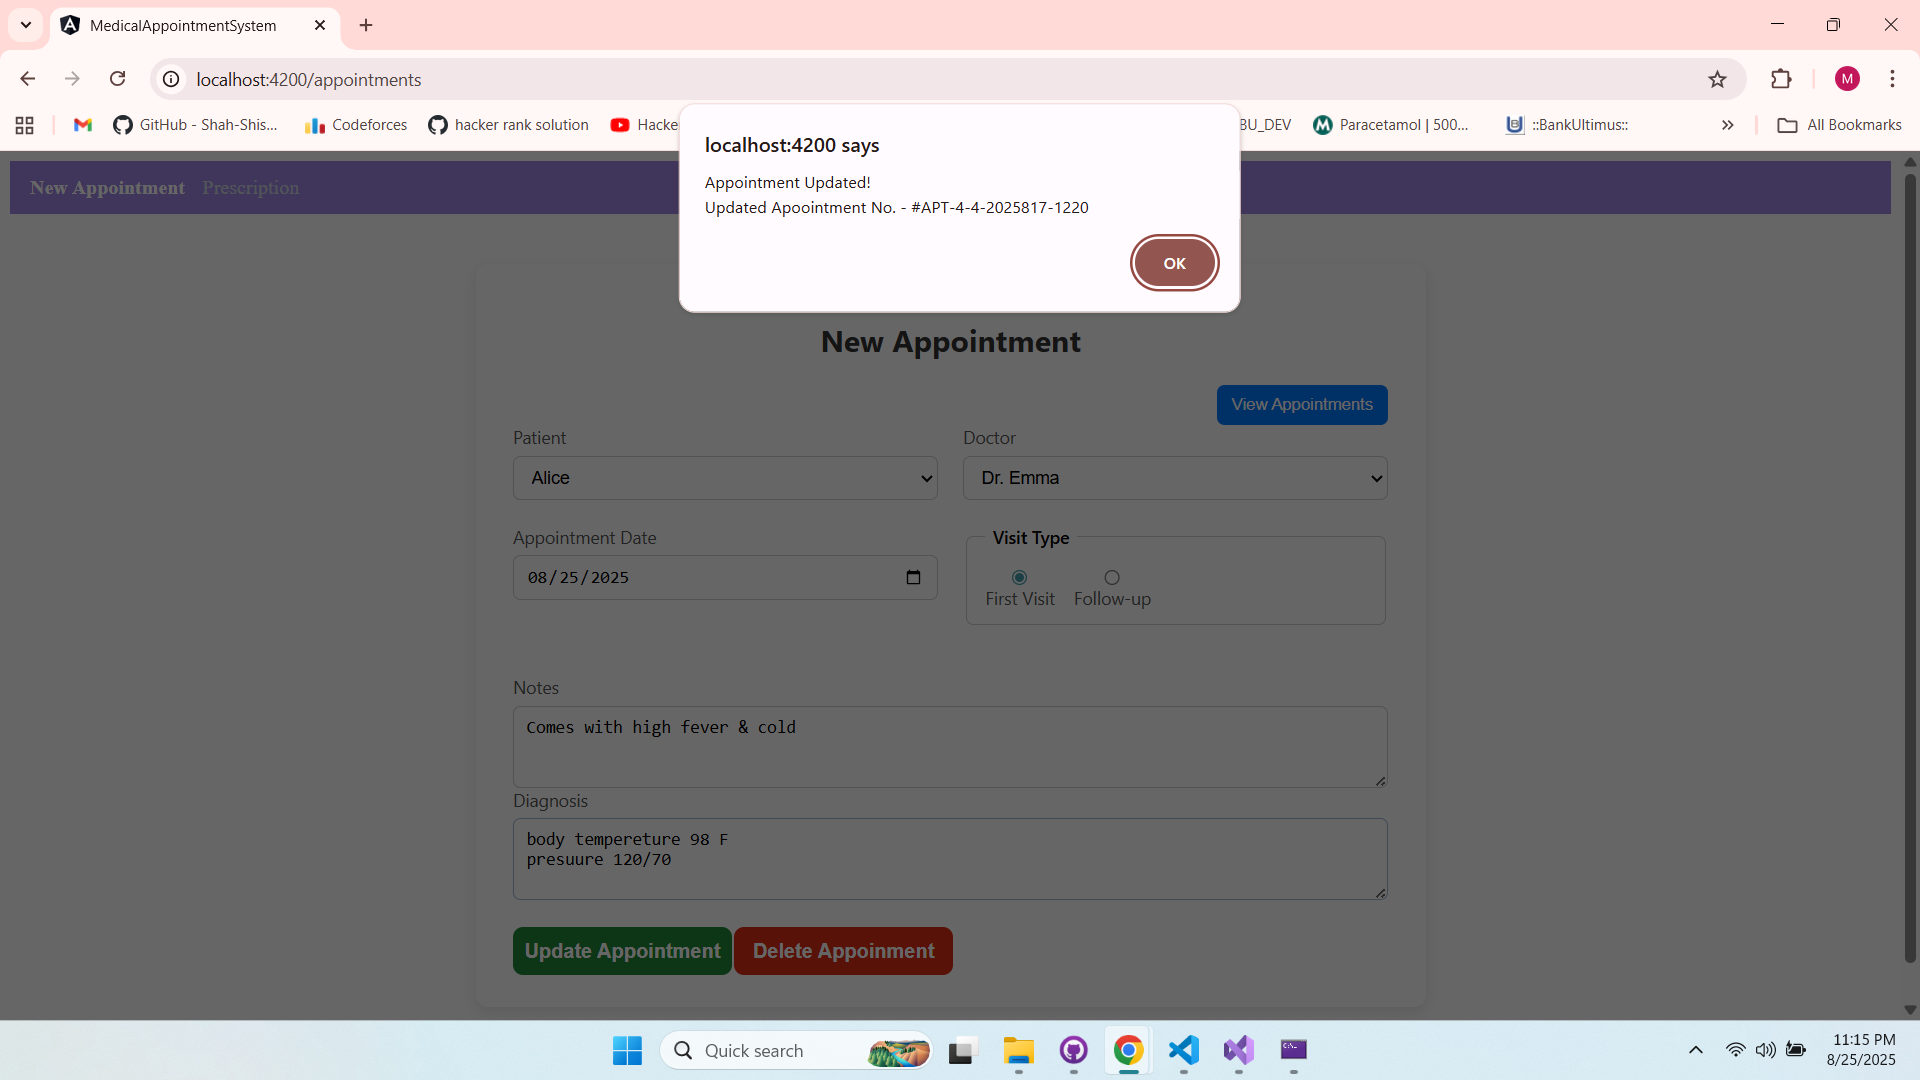 MedicalAppointmentSystem
localhost:4200/appointments
M
GitHub - Shah-Shis...
Codeforces
hacker rank solution
Hacke
BU_DEV
Paracetamol | 500...
::BankUltimus::
All Bookmarks
localhost:4200 says
Appointment Updated!
Updated Apoointment No. - #APT-4-4-2025817-1220
OK
New Appointment Prescription
New Appointment
View Appointments
Patient
Doctor
Alice
Dr. Emma
Appointment Date
Visit Type
08/25/2025
First Visit
Follow-up
Notes
Comes with high fever & cold
Diagnosis
body tempereture 98 F
presuure 120/70
Update Appointment
Delete Appoinment
Quick search
11:15 PM
8/25/2025